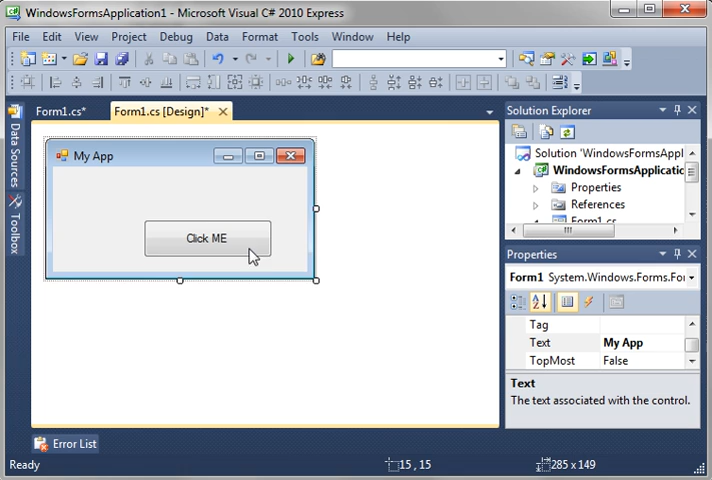 WindowsFormsApplication1 - Microsoft Visual C# 2010 Express
File Edit View Project Debug Data Format Tools Window Help
Form1.cs* Form1.cs [Design]*
Data Sources
Toolbox
My App
Click ME
Solution Explorer
Solution 'WindowsFormsAppl
WindowsFormsApplicatio
Properties
References
Form1.cs
Properties
Form1 System.Windows.Forms.For
Tag
Text My App
TopMost False
Text
The text associated with the control.
Error List
Ready 15 , 15 285 x 149